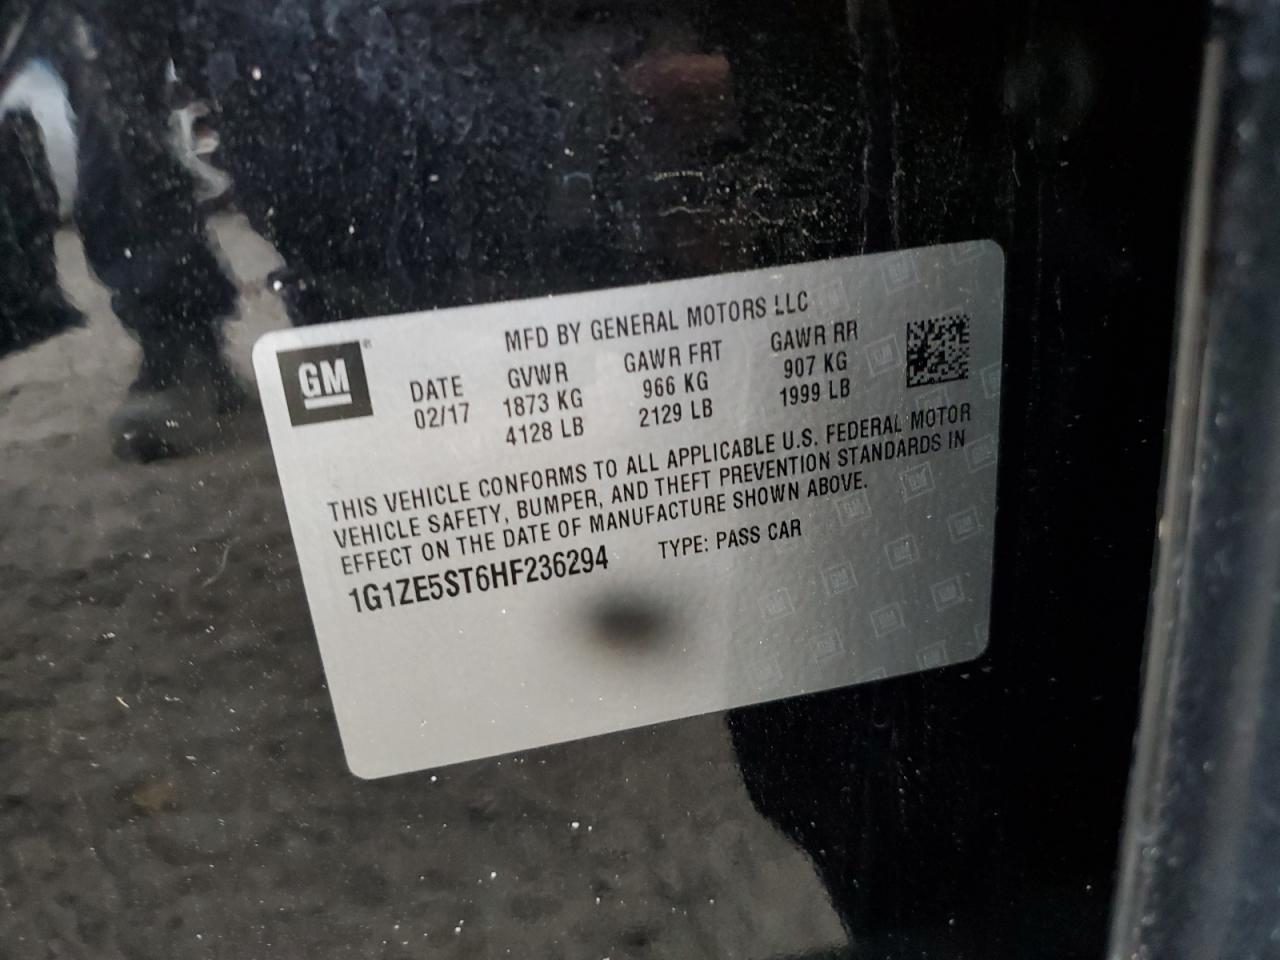 GM
MFD BY GENERAL MOTORS LLC
DATE GVWR GAWR FRT GAWR RR
02/17 1873 KG 966 KG 907 KG
4128 LB 2129 LB 1999 LB
THIS VEHICLE CONFORMS TO ALL APPLICABLE U.S. FEDERAL MOTOR
VEHICLE SAFETY, BUMPER, AND THEFT PREVENTION STANDARDS IN
EFFECT ON THE DATE OF MANUFACTURE SHOWN ABOVE.
1G1ZE5ST6HF236294 TYPE: PASS CAR